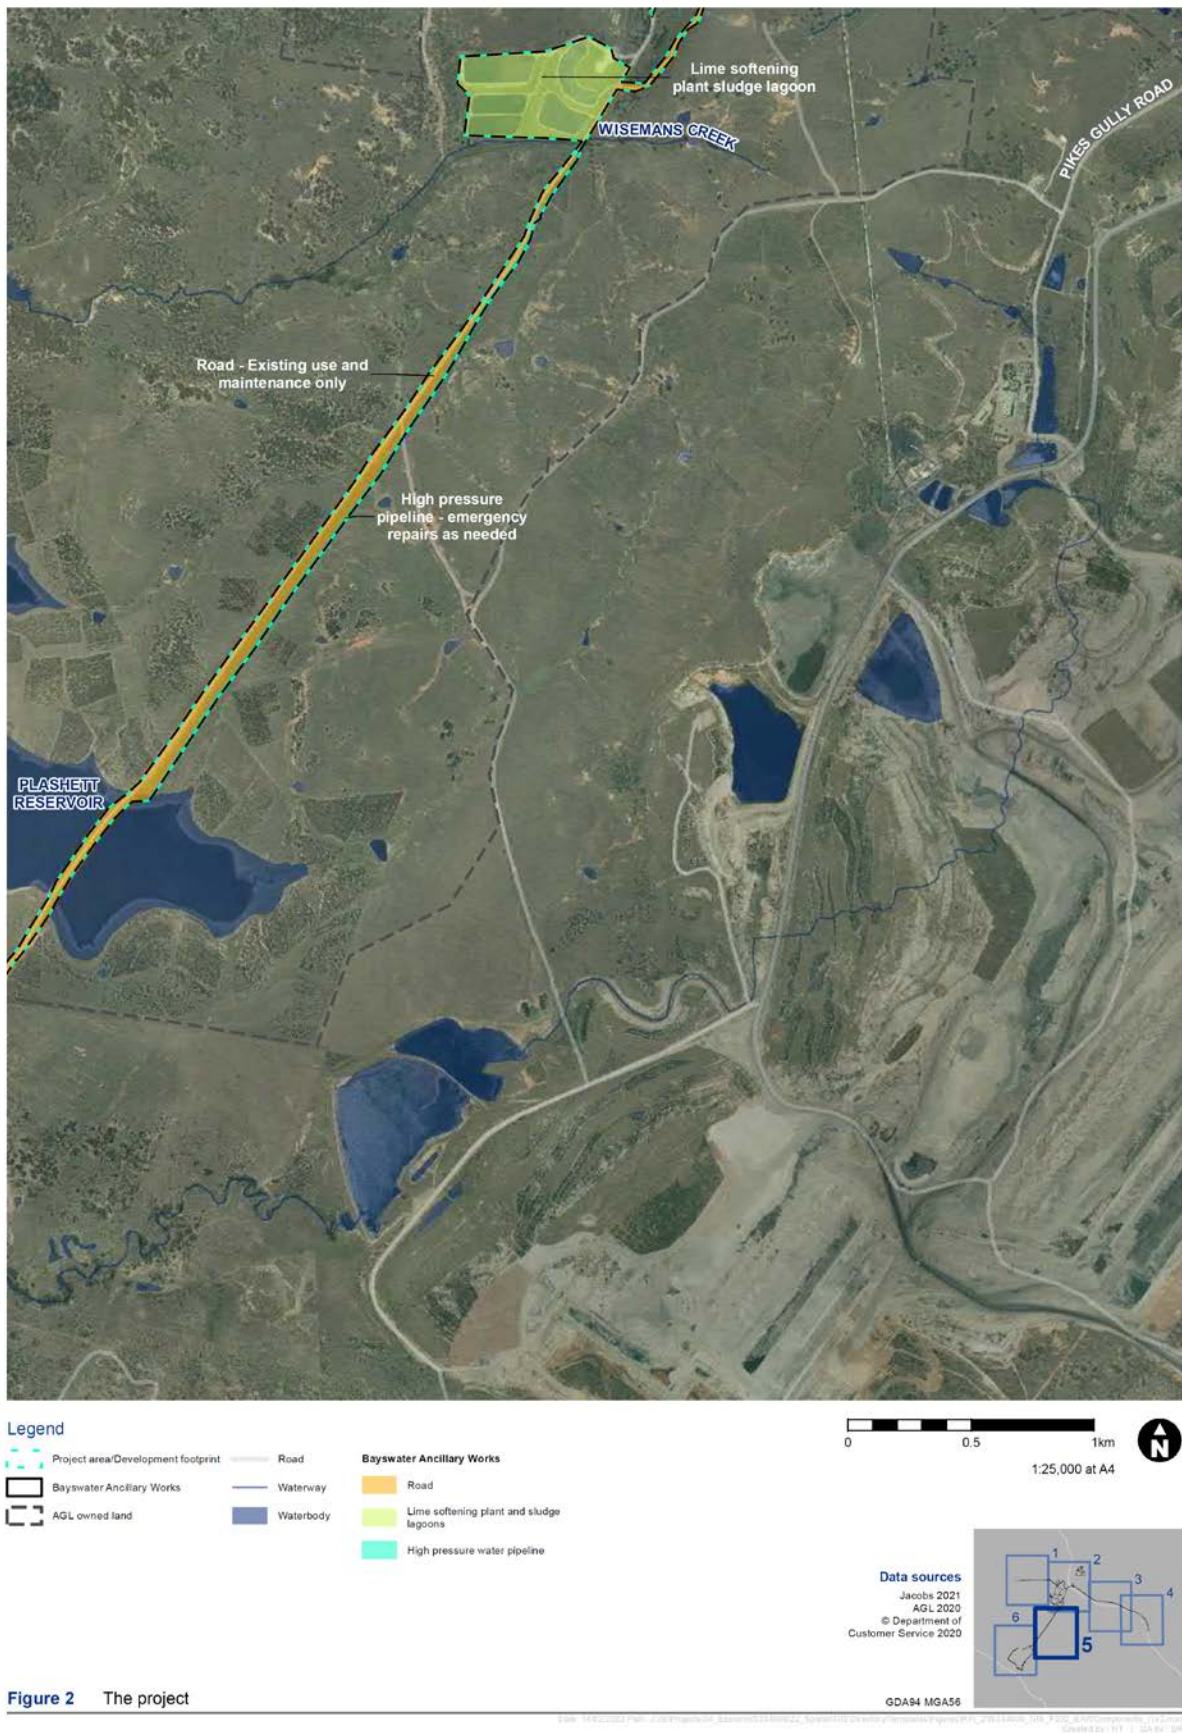 Lime softening
plant sludge lagoon
WISEMANS CREEK
PIKES GULLY ROAD
Road - Existing use and
maintenance only
High pressure
pipeline - emergency
repairs as needed
PLASHETT
RESERVOIR
Legend
Project area/Development footprint
Bayswater Ancillary Works
AGL owned land
Road
Waterway
Waterbody
Bayswater Ancillary Works
Road
Lime softening plant and sludge
lagoons
High pressure water pipeline
0 0.5 1km
1:25,000 at A4
N
Data sources
Jacobs 2021
AGL 2020
© Department of
Customer Service 2020
1
2
3
4
6
5
Figure 2 The project
GDA94 MGA56